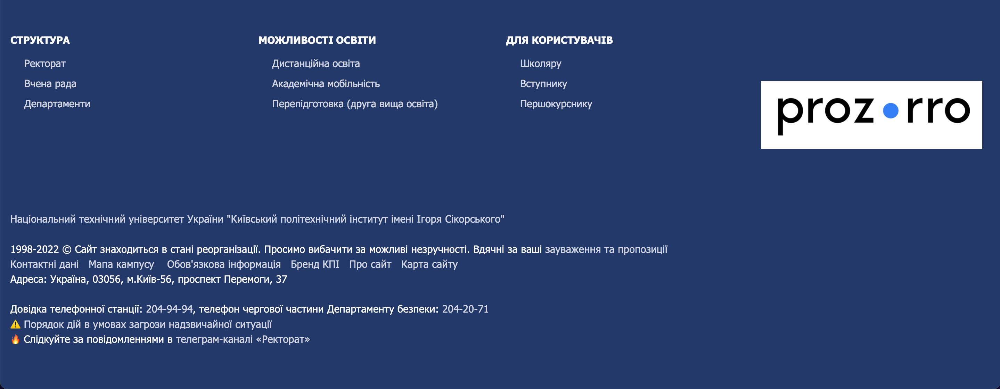 СТРУКТУРА
Ректорат
Вчена рада
Департаменти
МОЖЛИВОСТІ ОСВІТИ
Дистанційна освіта
Академічна мобільність
Перепідготовка (друга вища освіта)
ДЛЯ КОРИСТУВАЧІВ
Школяру
Вступнику
Першокурснику
prozorro
Національний технічний університет України "Київський політехнічний інститут імені Ігоря Сікорського"
1998-2022 © Сайт знаходиться в стані реорганізації. Просимо вибачити за можливі незручності. Вдячні за ваші зауваження та пропозиції
Контактні дані Мапа кампусу Обов'язкова інформація Бренд КПІ Про сайт Карта сайту
Адреса: Україна, 03056, м.Київ-56, проспект Перемоги, 37
Довідка телефонної станції: 204-94-94, телефон чергової частини Департаменту безпеки: 204-20-71
⚠️ Порядок дій в умовах загрози надзвичайної ситуації
🔥 Слідкуйте за повідомленнями в телеграм-каналі «Ректорат»